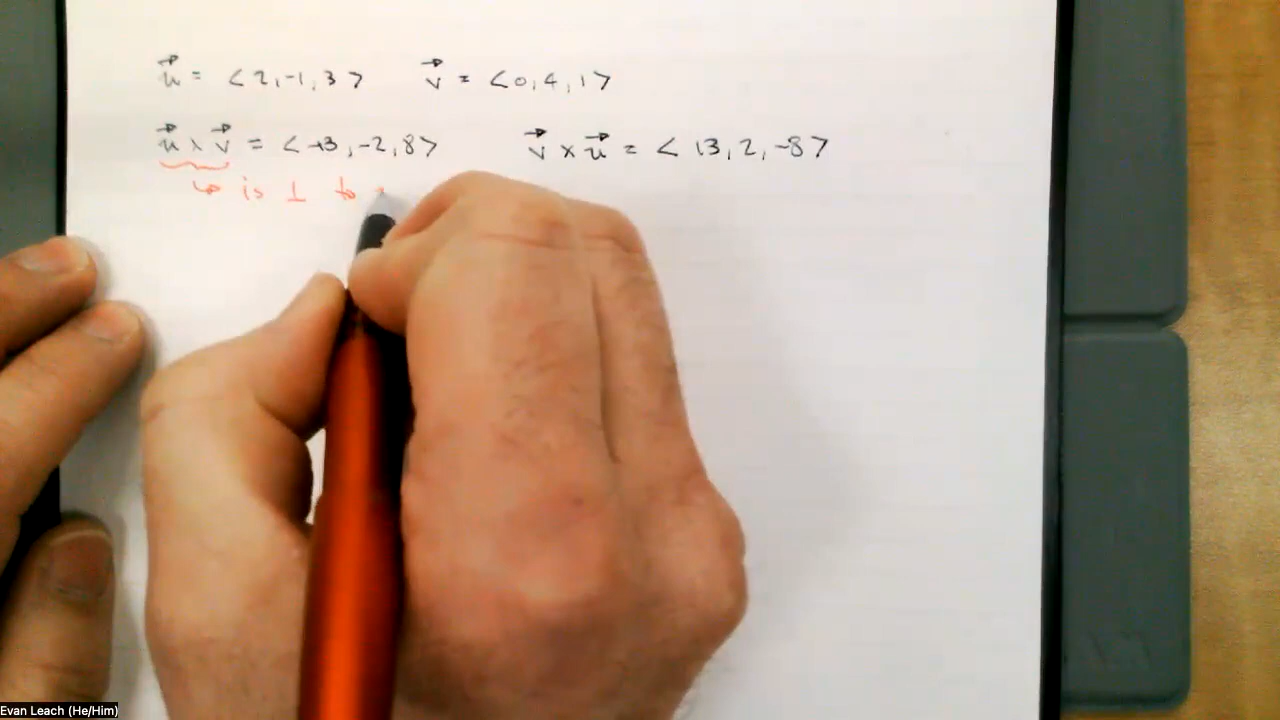 u⃗ = <2,-1,3> v⃗ = <0,4,1>
u⃗ × v⃗ = <-13,-2,8> v⃗ × u⃗ = <13,2,-8>
↳ is ⊥ to
Evan Leach (He/Him)